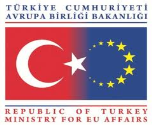 TÜRKİYE CUMHURİYETİ
AVRUPA BİRLİĞİ BAKANLIĞI
REPUBLIC OF TURKEY
MINISTRY FOR EU AFFAIRS